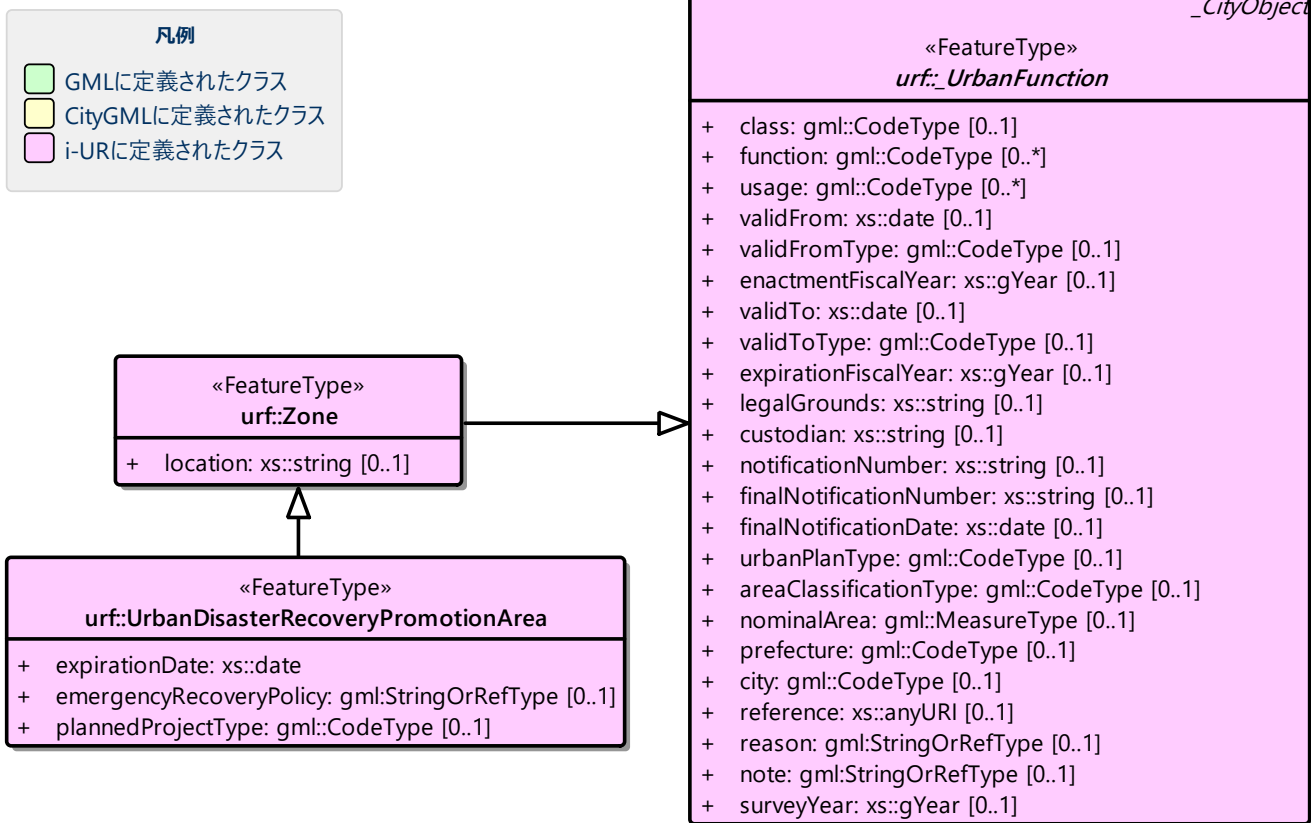 凡例
GMLに定義されたクラス
CityGMLに定義されたクラス
i-URに定義されたクラス
_CityObject
«FeatureType»
urf::_UrbanFunction
+ class: gml::CodeType [0..1]
+ function: gml::CodeType [0..*]
+ usage: gml::CodeType [0..*]
+ validFrom: xs::date [0..1]
+ validFromType: gml::CodeType [0..1]
+ enactmentFiscalYear: xs::gYear [0..1]
+ validTo: xs::date [0..1]
+ validToType: gml::CodeType [0..1]
+ expirationFiscalYear: xs::gYear [0..1]
+ legalGrounds: xs::string [0..1]
+ custodian: xs::string [0..1]
+ notificationNumber: xs::string [0..1]
+ finalNotificationNumber: xs::string [0..1]
+ finalNotificationDate: xs::date [0..1]
+ urbanPlanType: gml::CodeType [0..1]
+ areaClassificationType: gml::CodeType [0..1]
+ nominalArea: gml::MeasureType [0..1]
+ prefecture: gml::CodeType [0..1]
+ city: gml::CodeType [0..1]
+ reference: xs::anyURI [0..1]
+ reason: gml:StringOrRefType [0..1]
+ note: gml:StringOrRefType [0..1]
+ surveyYear: xs::gYear [0..1]
«FeatureType»
urf::Zone
+ location: xs::string [0..1]
«FeatureType»
urf::UrbanDisasterRecoveryPromotionArea
+ expirationDate: xs::date
+ emergencyRecoveryPolicy: gml:StringOrRefType [0..1]
+ plannedProjectType: gml::CodeType [0..1]